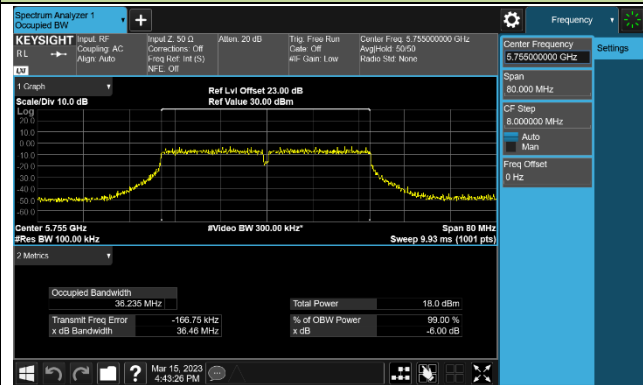 Spectrum Analyzer 1
Occupied BW
Frequency
KEYSIGHT
RL
LXI
Input: RF
Coupling: AC
Align: Auto
Input Z: 50 Ω
Corrections: Off
Freq Ref: Int (S)
NFE: Off
Atten: 20 dB
Trig: Free Run
Gate: Off
#IF Gain: Low
Center Freq: 5.755000000 GHz
Avg|Hold: 50/50
Radio Std: None
Center Frequency
5.755000000 GHz
Settings
Span
80.000 MHz
CF Step
8.000000 MHz
Auto
Man
Freq Offset
0 Hz
1 Graph
Scale/Div 10.0 dB
Ref Lvl Offset 23.00 dB
Ref Value 30.00 dBm
Log
20.0
10.0
0.00
-10.0
-20.0
-30.0
-40.0
-50.0
-60.0
Center 5.755 GHz
#Video BW 300.00 kHz*
Span 80 MHz
#Res BW 100.00 kHz
Sweep 9.93 ms (1001 pts)
2 Metrics
Occupied Bandwidth
36.235 MHz
Total Power 18.0 dBm
Transmit Freq Error -166.75 kHz
% of OBW Power 99.00 %
x dB Bandwidth 36.46 MHz
x dB -6.00 dB
?
Mar 15, 2023
4:43:26 PM